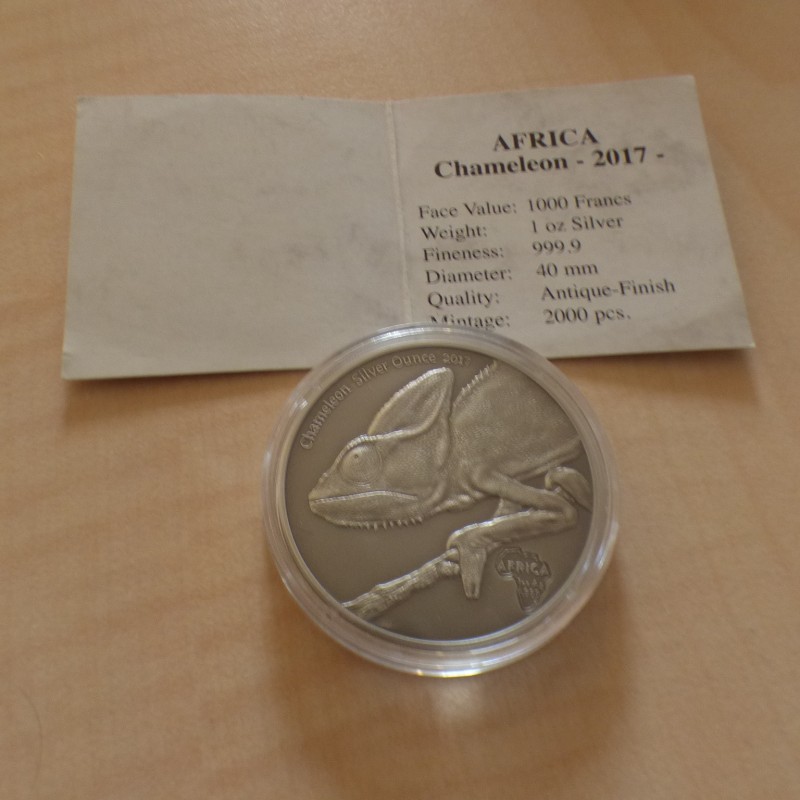 AFRICA
Chameleon - 2017 -
Face Value: 1000 Francs
Weight: 1 oz Silver
Fineness: 999.9
Diameter: 40 mm
Quality: Antique-Finish
Mintage: 2000 pcs.
Chameleon Silver Ounce 2017
AFRICA